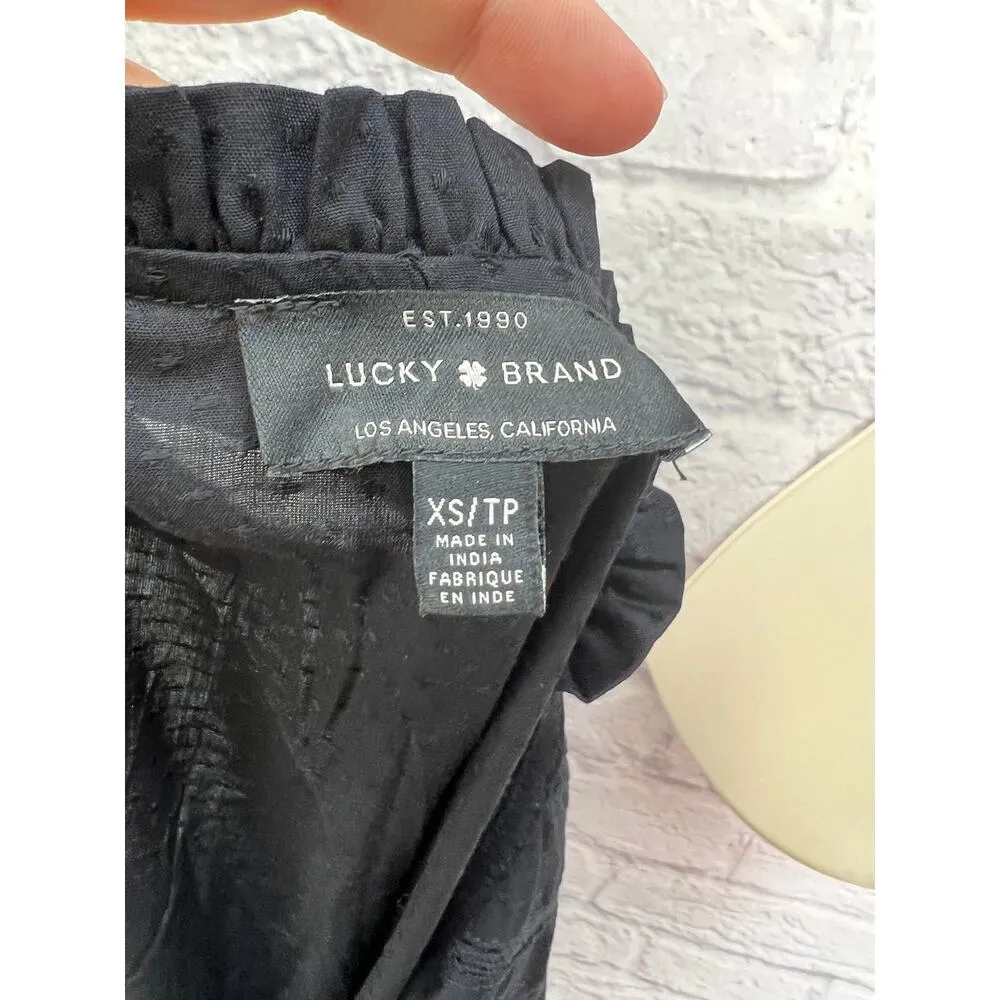 EST.1990
LUCKY BRAND
LOS ANGELES, CALIFORNIA
XS/TP
MADE IN
INDIA
FABRIQUE
EN INDE